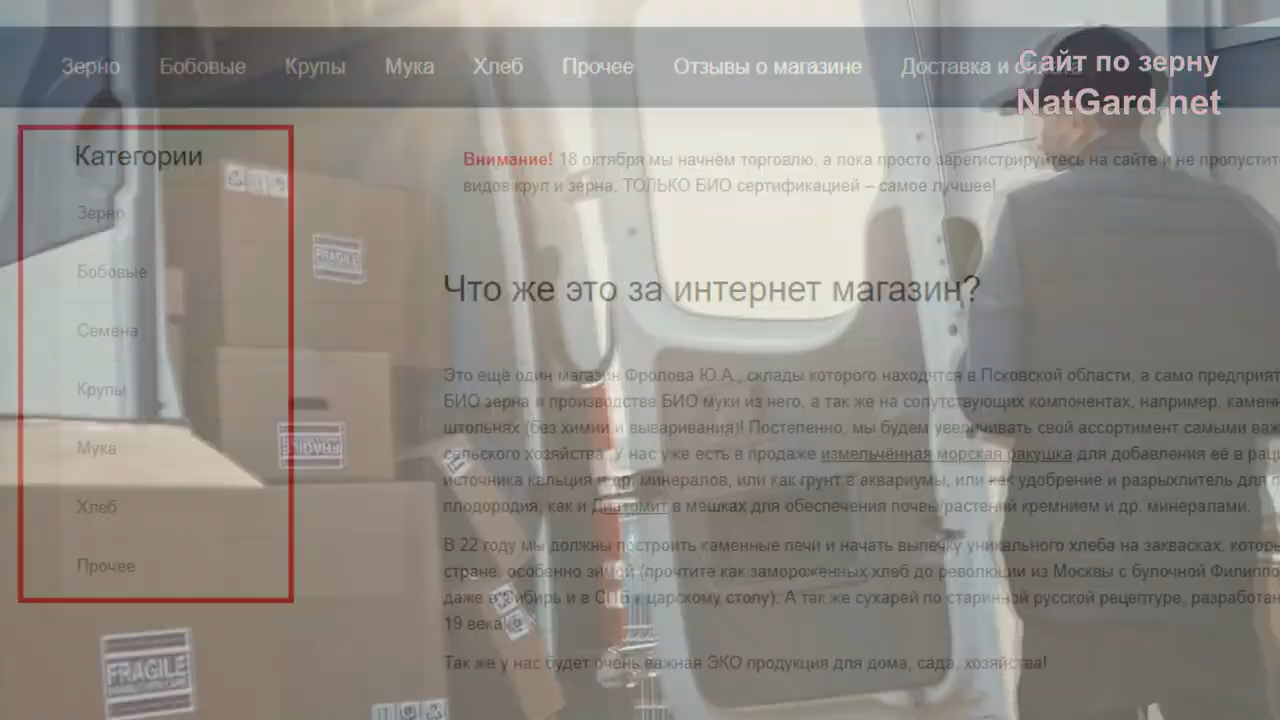 Зерно Бобовые Крупы Мука Хлеб Прочее Отзывы о магазине Доставка и
Сайт по зерну
NatGard.net
Категории
Зерно
Бобовые
Семена
Крупы
Мука
Хлеб
Прочее
Внимание! 18 октября мы начнём торговлю, а пока просто зарегистрируйтесь на сайте и не пропустит
видов круп и зерна. ТОЛЬКО БИО сертификацией – самое лучшее!
Что же это за интернет магазин?
Это ещё один магазин Фролова Ю.А., склады которого находятся в Псковской области, а само предприят
БИО зерна и производстве БИО муки из него, а так же на сопутствующих компонентах, например, каменн
штольнях (без химии и вываривания)! Постепенно, мы будем увеличивать свой ассортимент самыми важ
сельского хозяйства. У нас уже есть в продаже измельчённая морская ракушка для добавления её в раци
источника кальция и др. минералов, или как грунт в аквариумы, или как удобрение и разрыхлитель для п
плодородия, как и Диатомит в мешках для обеспечения почвы/растений кремнием и др. минералами.
В 22 году мы должны построить каменные печи и начать выпечку уникального хлеба на заквасках, которы
стране, особенно зимой (прочтите как замороженных хлеб до революции из Москвы с булочной Филиппо
даже в Сибирь и в СПБ к царскому столу). А так же сухарей по старинной русской рецептуре, разработан
19 века.
Так же у нас будет очень важная ЭКО продукция для дома, сада, хозяйства!
FRAGILE
FRAGILE